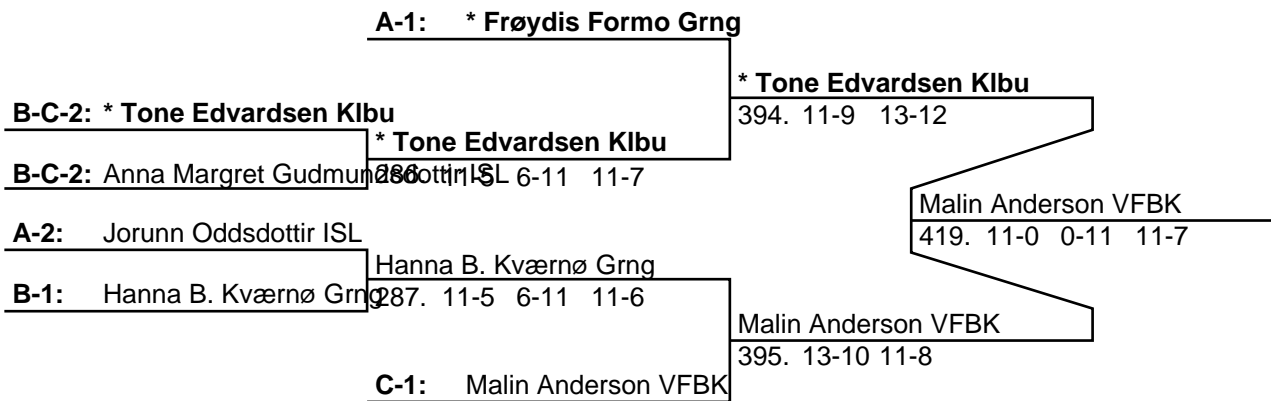 A-1: * Frøydis Formo Grng
* Tone Edvardsen Klbu
B-C-2: * Tone Edvardsen Klbu
394. 11-9 13-12
* Tone Edvardsen Klbu
B-C-2: Anna Margret Gudmundsdottir ISL
286. 11-5 6-11 11-7
Malin Anderson VFBK
A-2: Jorunn Oddsdottir ISL
419. 11-0 0-11 11-7
Hanna B. Kværnø Grng
B-1: Hanna B. Kværnø Grng
287. 11-5 6-11 11-6
Malin Anderson VFBK
395. 13-10 11-8
C-1: Malin Anderson VFBK